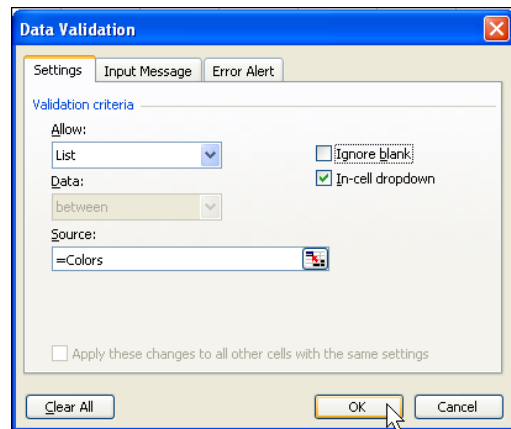 Data Validation
Settings Input Message Error Alert
Validation criteria
Allow:
List
Ignore blank
Data:
In-cell dropdown
between
Source:
=Colors
Apply these changes to all other cells with the same settings
Clear All OK Cancel